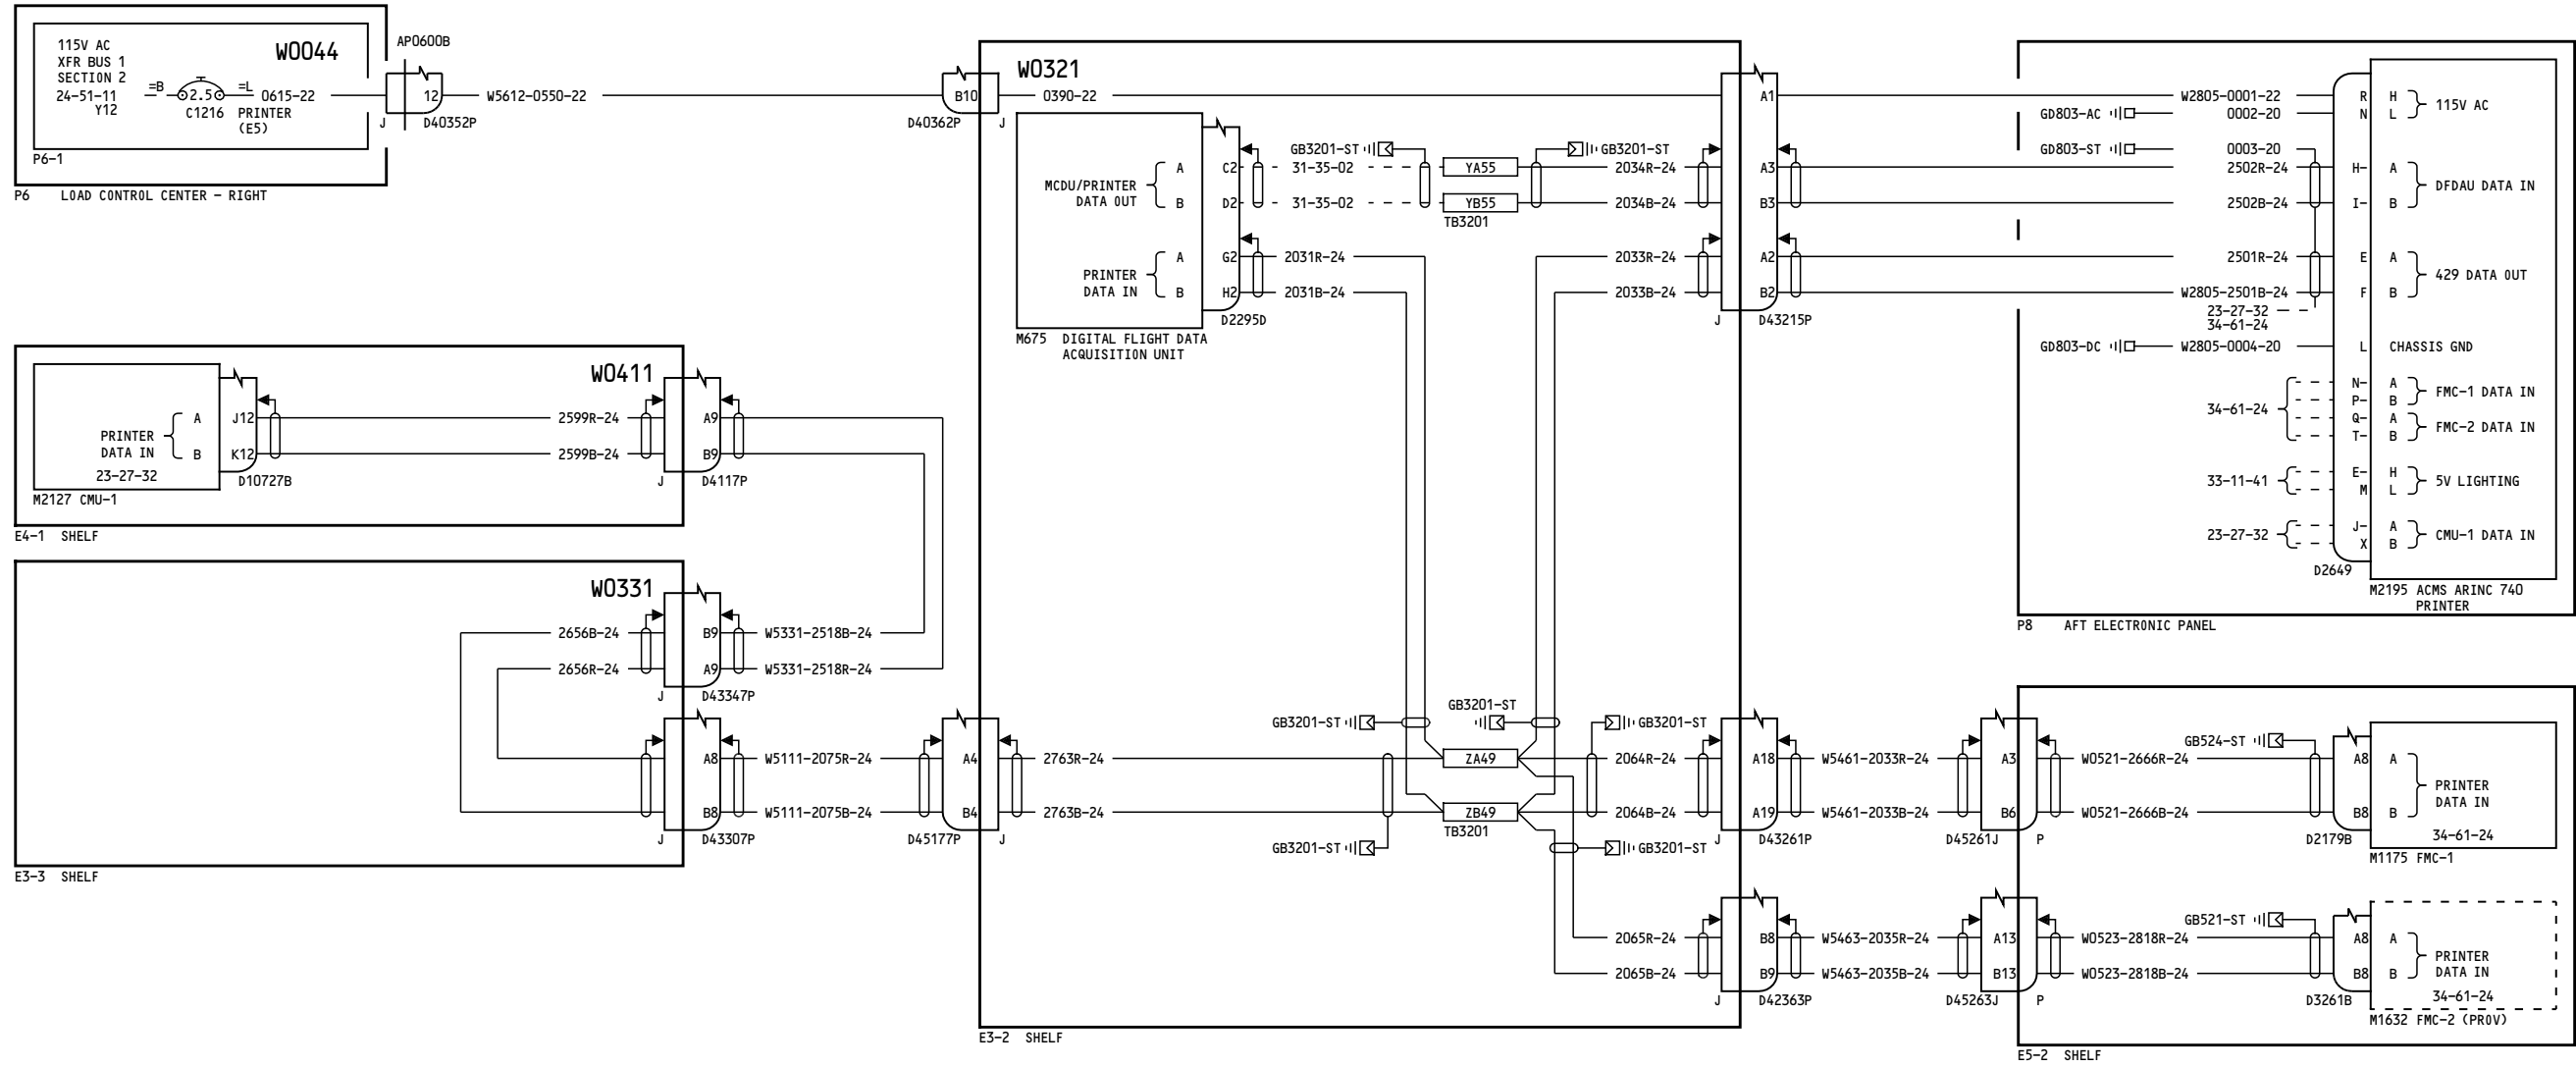 115V AC
XFR BUS 1
SECTION 2
24-51-11
Y12
W0044
=B
2.5
=L
0615-22
C1216
PRINTER
(E5)
P6-1
P6 LOAD CONTROL CENTER - RIGHT
AP0600B
12
J
D40352P
W5612-0550-22
B10
D40362P
J
W0321
0390-22
MCDU/PRINTER
DATA OUT
A
B
C2
D2
PRINTER
DATA IN
A
B
G2
H2
D2295D
M675 DIGITAL FLIGHT DATA
ACQUISITION UNIT
GB3201-ST
GB3201-ST
31-35-02
31-35-02
YA55
YB55
TB3201
2034R-24
2034B-24
2031R-24
2031B-24
2033R-24
2033B-24
A1
A3
B3
A2
B2
J
D43215P
W2805-0001-22
GD803-AC
0002-20
GD803-ST
0003-20
2502R-24
2502B-24
2501R-24
W2805-2501B-24
23-27-32
34-61-24
GD803-DC
W2805-0004-20
34-61-24
33-11-41
23-27-32
R
N
H-
I-
E
F
L
N-
P-
Q-
T-
E-
M
J-
X
D2649
H
L
115V AC
A
B
DFDAU DATA IN
A
B
429 DATA OUT
CHASSIS GND
A
B
FMC-1 DATA IN
A
B
FMC-2 DATA IN
H
L
5V LIGHTING
A
B
CMU-1 DATA IN
M2195 ACMS ARINC 740
PRINTER
P8 AFT ELECTRONIC PANEL
W0411
PRINTER
DATA IN
A
B
23-27-32
M2127 CMU-1
J12
K12
D10727B
2599R-24
2599B-24
A9
B9
J
D4117P
E4-1 SHELF
W0331
2656B-24
2656R-24
B9
A9
J
D43347P
W5331-2518B-24
W5331-2518R-24
A8
B8
J
D43307P
W5111-2075R-24
W5111-2075B-24
E3-3 SHELF
A4
B4
D45177P
J
2763R-24
2763B-24
GB3201-ST
GB3201-ST
GB3201-ST
GB3201-ST
GB3201-ST
ZA49
ZB49
TB3201
2064R-24
2064B-24
A18
A19
J
D43261P
2065R-24
2065B-24
B8
B9
J
D42363P
E3-2 SHELF
W5461-2033R-24
W5461-2033B-24
A3
B6
D45261J
P
W0521-2666R-24
W0521-2666B-24
GB524-ST
A8
B8
D2179B
A
B
PRINTER
DATA IN
34-61-24
M1175 FMC-1
W5463-2035R-24
W5463-2035B-24
A13
B13
D45263J
P
W0523-2818R-24
W0523-2818B-24
GB521-ST
A8
B8
D3261B
A
B
PRINTER
DATA IN
34-61-24
M1632 FMC-2 (PROV)
E5-2 SHELF